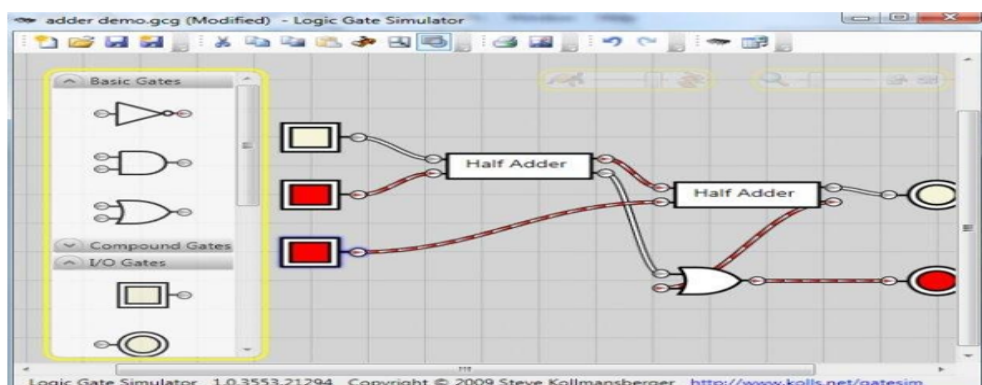 adder demo.gcg (Modified) - Logic Gate Simulator
Basic Gates
Half Adder
Half Adder
Compound Gates
I/O Gates
Logic Gate Simulator 1.0.3553.21294 Copyright © 2009 Steve Kollmansberger http://www.kolls.net/gatesim